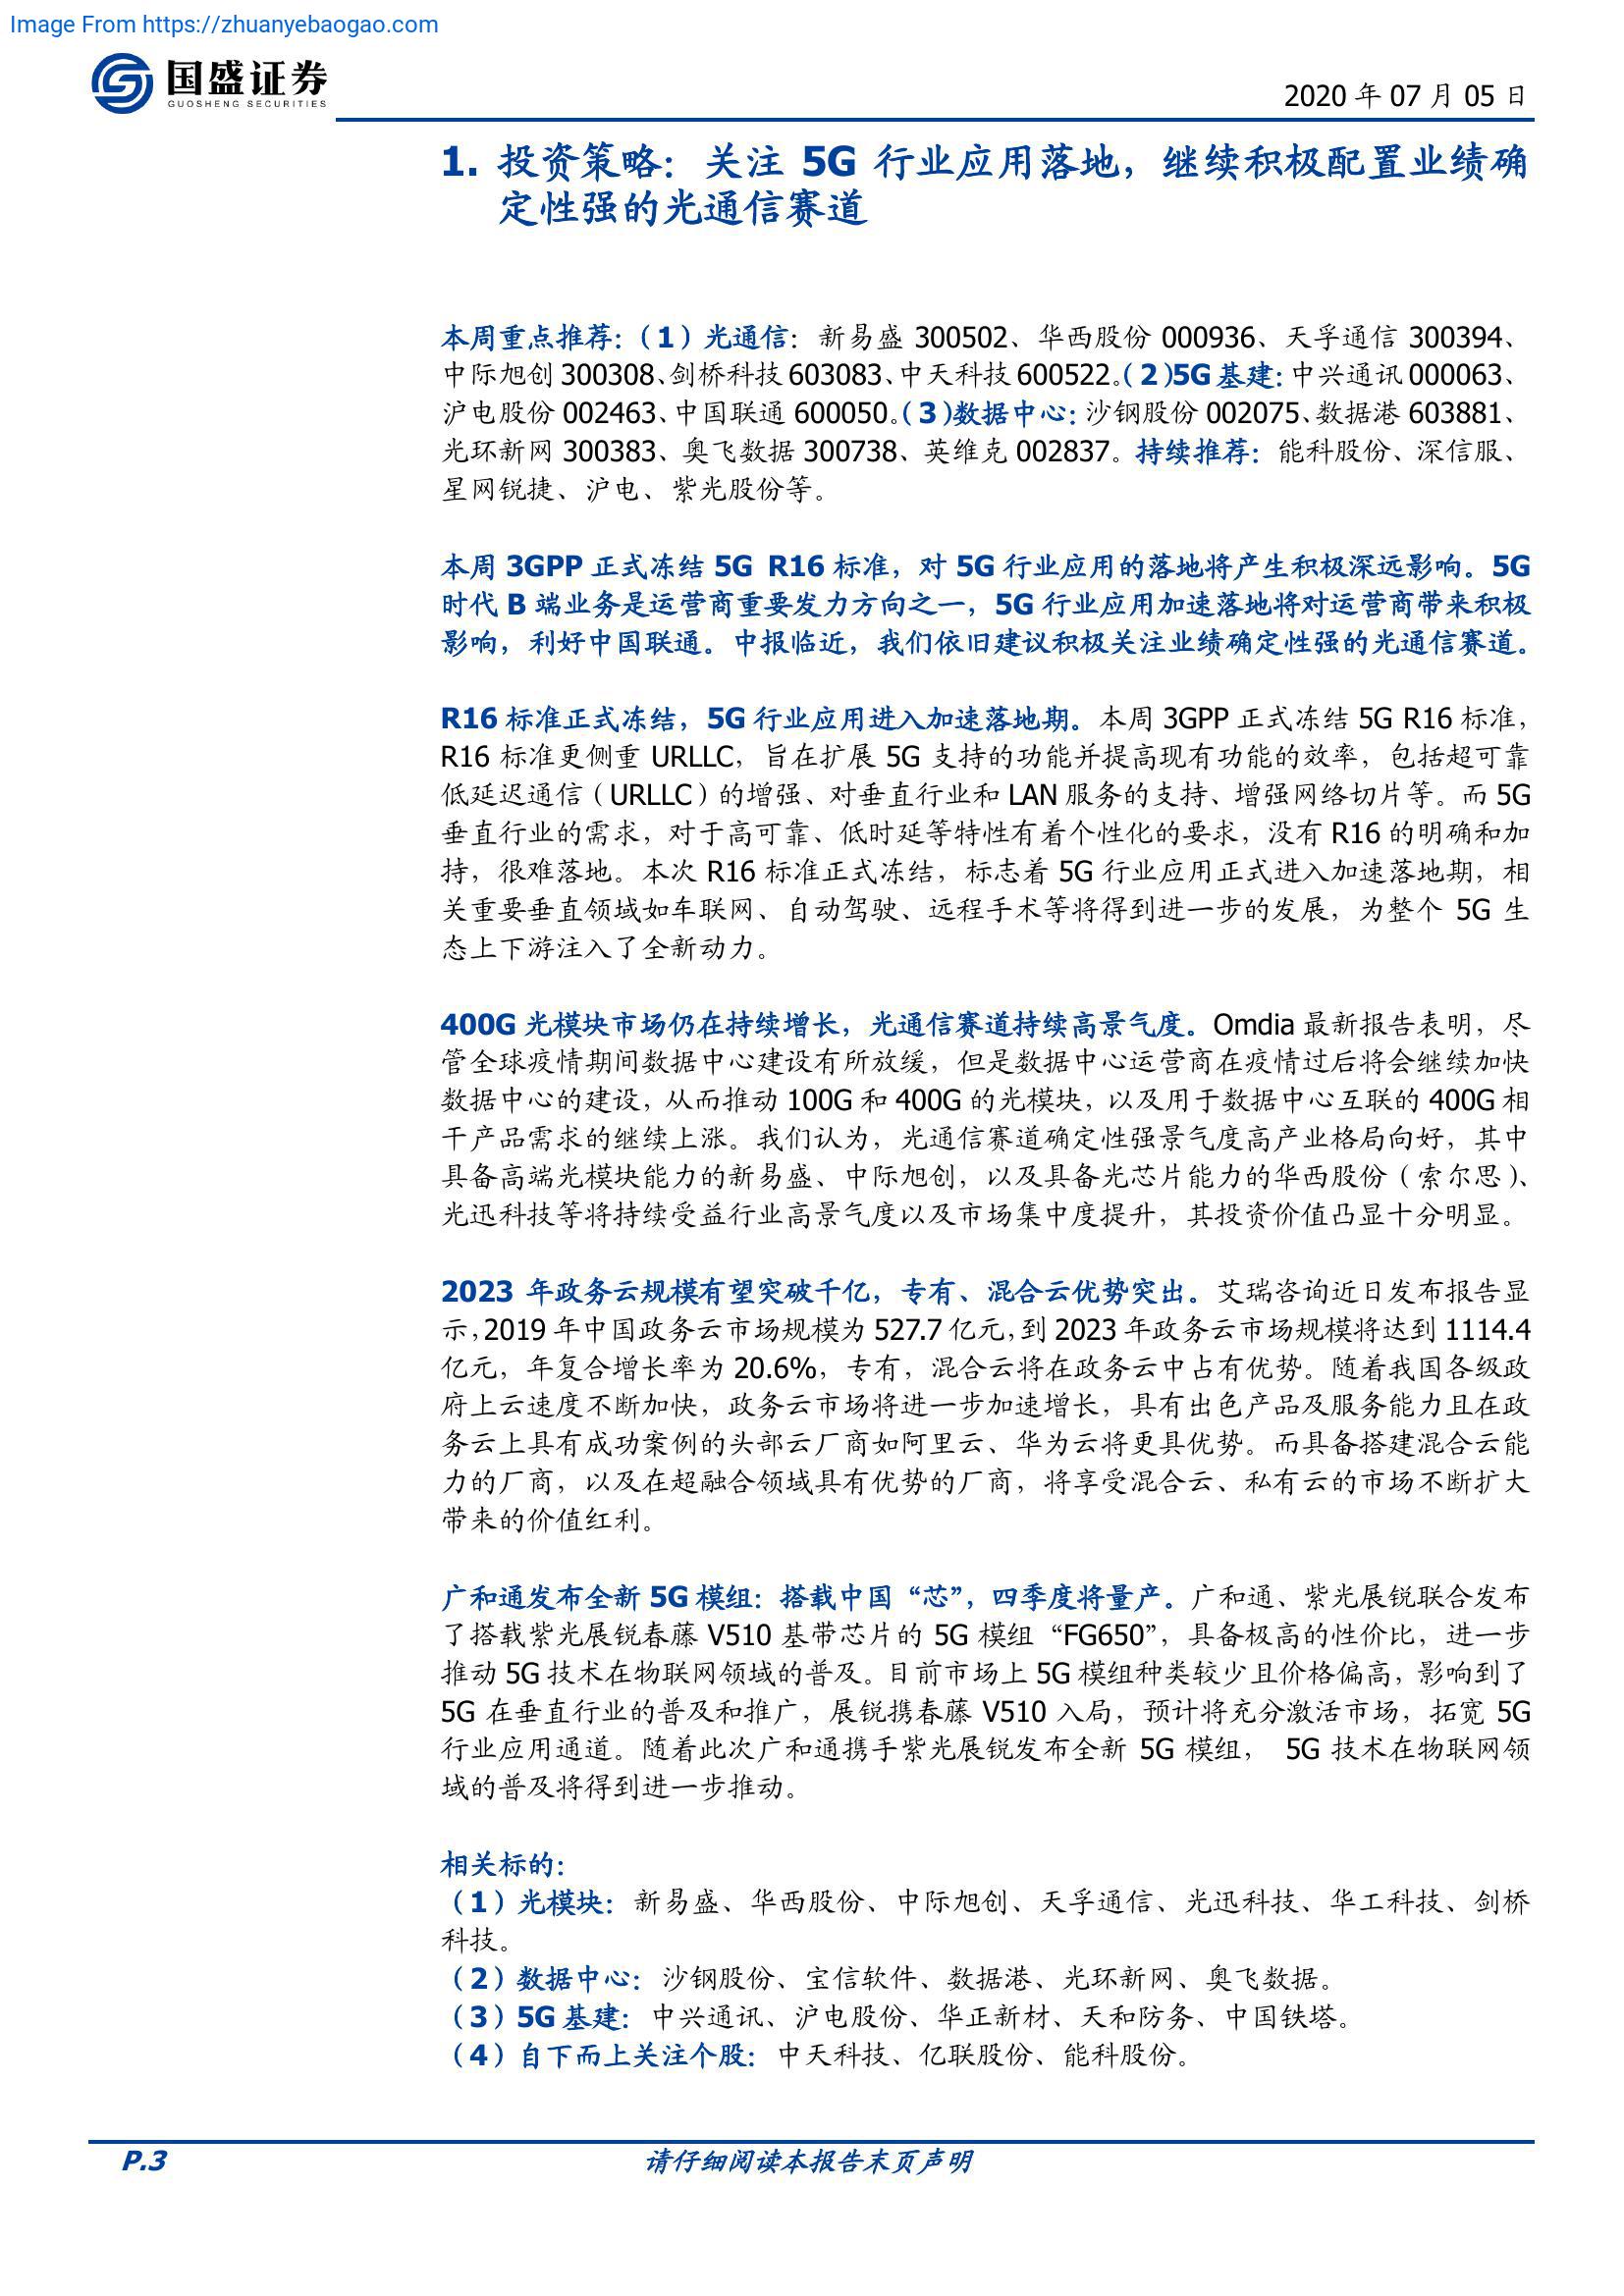 Image From https://zhuanyebaogao.com
国盛证券
GUOSHENG SECURITIES
2020 年 07 月 05 日
1. 投资策略：关注 5G 行业应用落地，继续积极配置业绩确
定性强的光通信赛道
本周重点推荐：（1）光通信：新易盛 300502、华西股份 000936、天孚通信 300394、
中际旭创 300308、剑桥科技 603083、中天科技 600522。（2）5G 基建：中兴通讯 000063、
沪电股份 002463、中国联通 600050。（3）数据中心：沙钢股份 002075、数据港 603881、
光环新网 300383、奥飞数据 300738、英维克 002837。持续推荐：能科股份、深信服、
星网锐捷、沪电、紫光股份等。
本周 3GPP 正式冻结 5G R16 标准，对 5G 行业应用的落地将产生积极深远影响。5G
时代 B 端业务是运营商重要发力方向之一，5G 行业应用加速落地将对运营商带来积极
影响，利好中国联通。中报临近，我们依旧建议积极关注业绩确定性强的光通信赛道。
R16 标准正式冻结，5G 行业应用进入加速落地期。本周 3GPP 正式冻结 5G R16 标准，
R16 标准更侧重 URLLC，旨在扩展 5G 支持的功能并提高现有功能的效率，包括超可靠
低延迟通信（URLLC）的增强、对垂直行业和 LAN 服务的支持、增强网络切片等。而 5G
垂直行业的需求，对于高可靠、低时延等特性有着个性化的要求，没有 R16 的明确和加
持，很难落地。本次 R16 标准正式冻结，标志着 5G 行业应用正式进入加速落地期，相
关重要垂直领域如车联网、自动驾驶、远程手术等将得到进一步的发展，为整个 5G 生
态上下游注入了全新动力。
400G 光模块市场仍在持续增长，光通信赛道持续高景气度。Omdia 最新报告表明，尽
管全球疫情期间数据中心建设有所放缓，但是数据中心运营商在疫情过后将会继续加快
数据中心的建设，从而推动 100G 和 400G 的光模块，以及用于数据中心互联的 400G 相
干产品需求的继续上涨。我们认为，光通信赛道确定性强景气度高产业格局向好，其中
具备高端光模块能力的新易盛、中际旭创，以及具备光芯片能力的华西股份（索尔思）、
光迅科技等将持续受益行业高景气度以及市场集中度提升，其投资价值凸显十分明显。
2023 年政务云规模有望突破千亿，专有、混合云优势突出。艾瑞咨询近日发布报告显
示，2019 年中国政务云市场规模为 527.7 亿元，到 2023 年政务云市场规模将达到 1114.4
亿元，年复合增长率为 20.6%，专有，混合云将在政务云中占有优势。随着我国各级政
府上云速度不断加快，政务云市场将进一步加速增长，具有出色产品及服务能力且在政
务云上具有成功案例的头部云厂商如阿里云、华为云将更具优势。而具备搭建混合云能
力的厂商，以及在超融合领域具有优势的厂商，将享受混合云、私有云的市场不断扩大
带来的价值红利。
广和通发布全新 5G 模组：搭载中国“芯”，四季度将量产。广和通、紫光展锐联合发布
了搭载紫光展锐春藤 V510 基带芯片的 5G 模组“FG650”，具备极高的性价比，进一步
推动 5G 技术在物联网领域的普及。目前市场上 5G 模组种类较少且价格偏高，影响到了
5G 在垂直行业的普及和推广，展锐携春藤 V510 入局，预计将充分激活市场，拓宽 5G
行业应用通道。随着此次广和通携手紫光展锐发布全新 5G 模组， 5G 技术在物联网领
域的普及将得到进一步推动。
相关标的：
（1）光模块：新易盛、华西股份、中际旭创、天孚通信、光迅科技、华工科技、剑桥
科技。
（2）数据中心：沙钢股份、宝信软件、数据港、光环新网、奥飞数据。
（3）5G 基建：中兴通讯、沪电股份、华正新材、天和防务、中国铁塔。
（4）自下而上关注个股：中天科技、亿联股份、能科股份。
P.3
请仔细阅读本报告末页声明